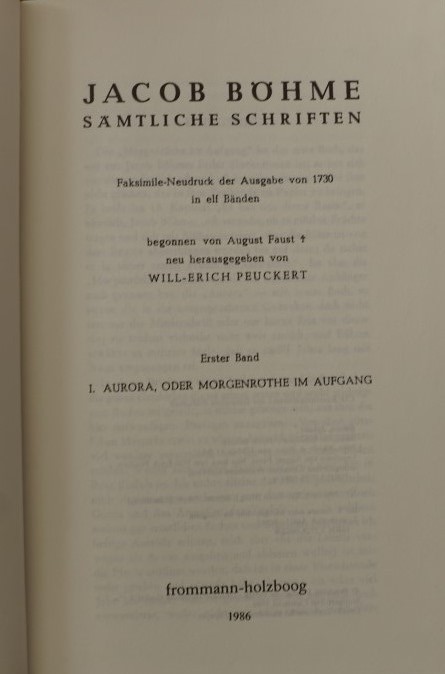 JACOB BÖHME
SÄMTLICHE SCHRIFTEN
Faksimile-Neudruck der Ausgabe von 1730
in elf Bänden
begonnen von August Faust †
neu herausgegeben von
WILL-ERICH PEUCKERT
Erster Band
I. AURORA, ODER MORGENRÖTHE IM AUFGANG
frommann-holzboog
1986